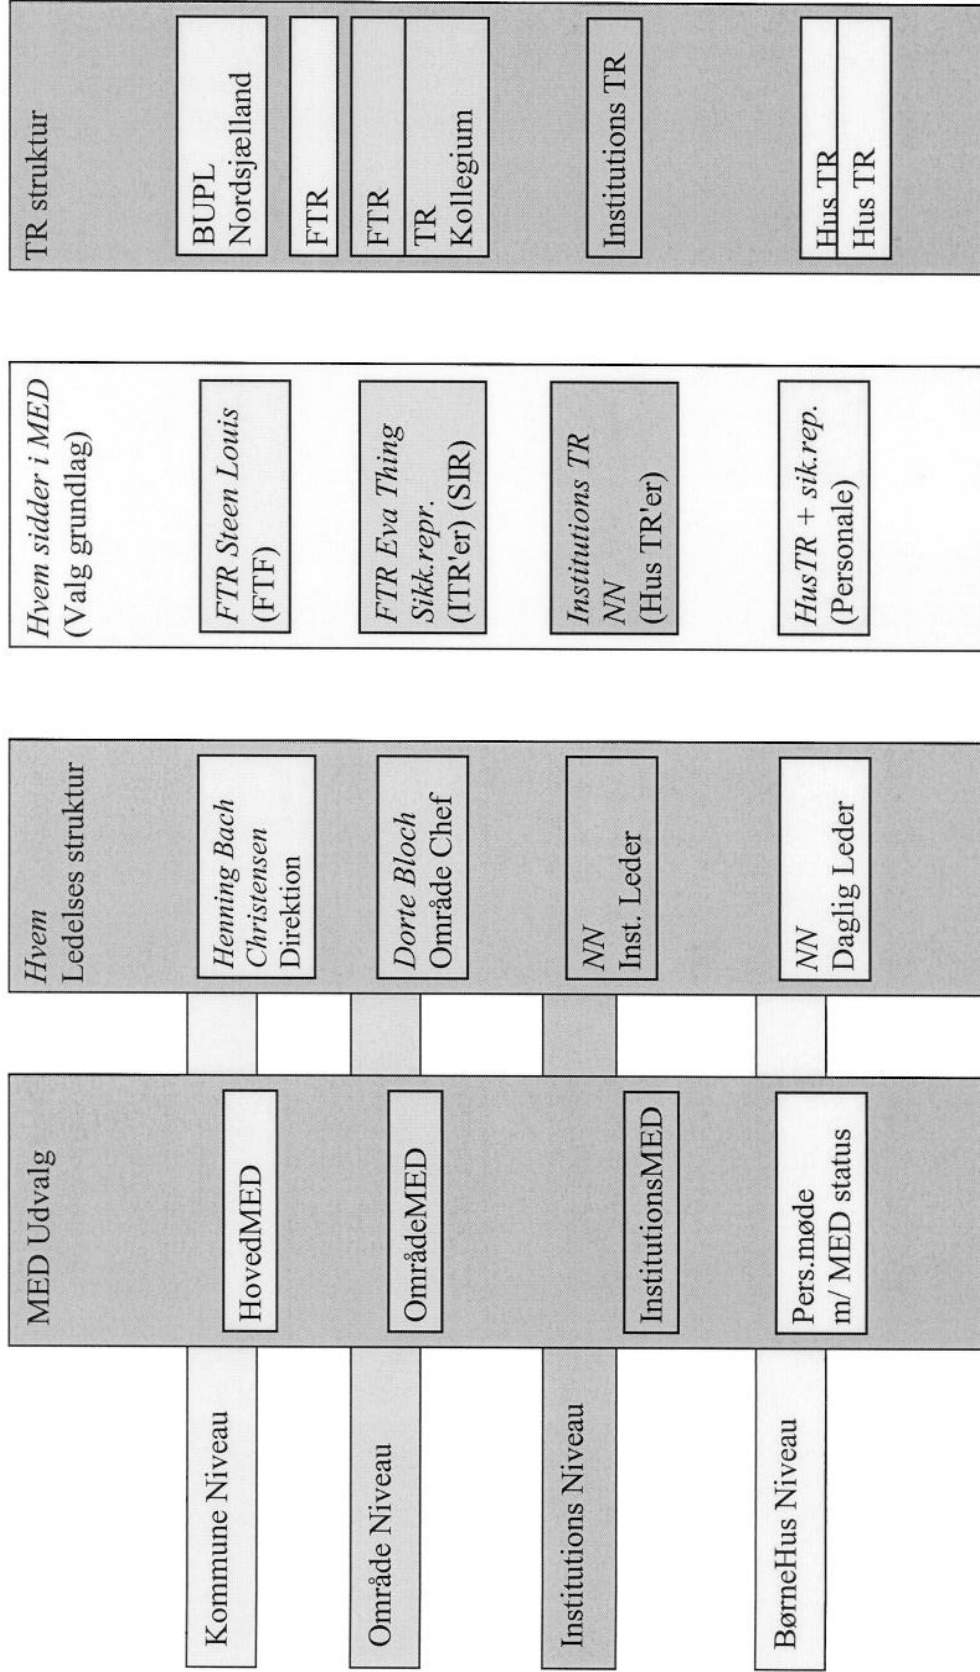 MED Udvalg
Hvem
Ledelses struktur
Hvem sidder i MED
(Valg grundlag)
TR struktur
Kommune Niveau
HovedMED
Henning Bach
Christensen
Direktion
FTR Steen Louis
(FTF)
BUPL
Nordsjælland
FTR
Område Niveau
OmrådeMED
Dorte Bloch
Område Chef
FTR Eva Thing
Sikk.repr.
(ITR'er) (SIR)
FTR
TR
Kollegium
Institutions Niveau
InstitutionsMED
NN
Inst. Leder
Institutions TR
NN
(Hus TR'er)
Institutions TR
BørneHus Niveau
Pers.møde
m/ MED status
NN
Daglig Leder
HusTR + sik.rep.
(Personale)
Hus TR
Hus TR